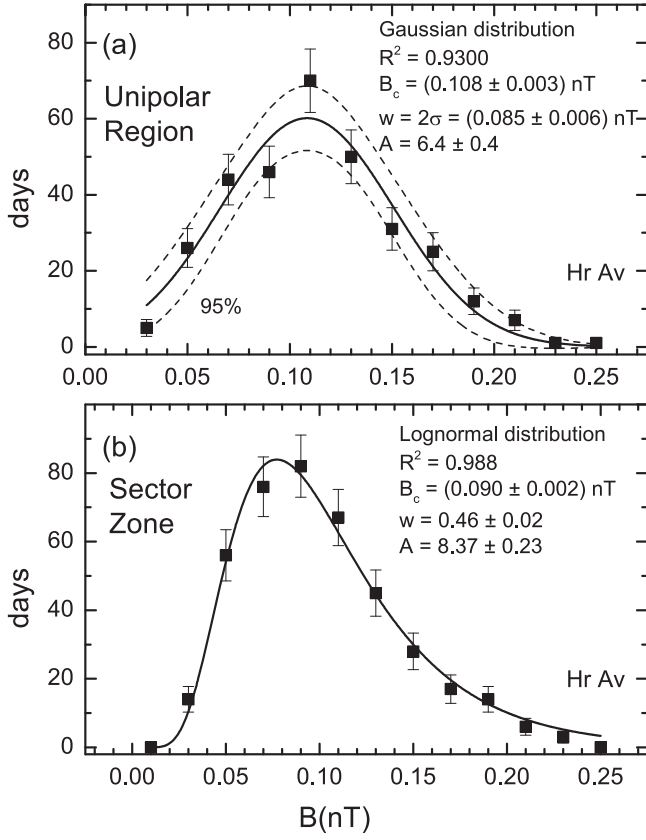 (a)
Unipolar
Region
Gaussian distribution
R² = 0.9300
B_c = (0.108 ± 0.003) nT
w = 2σ = (0.085 ± 0.006) nT
A = 6.4 ± 0.4
Hr Av
95%
days
80
60
40
20
0
0.00 0.05 0.10 0.15 0.20 0.25
(b)
Sector
Zone
Lognormal distribution
R² = 0.988
B_c = (0.090 ± 0.002) nT
w = 0.46 ± 0.02
A = 8.37 ± 0.23
Hr Av
days
80
60
40
20
0
0.00 0.05 0.10 0.15 0.20 0.25
B(nT)